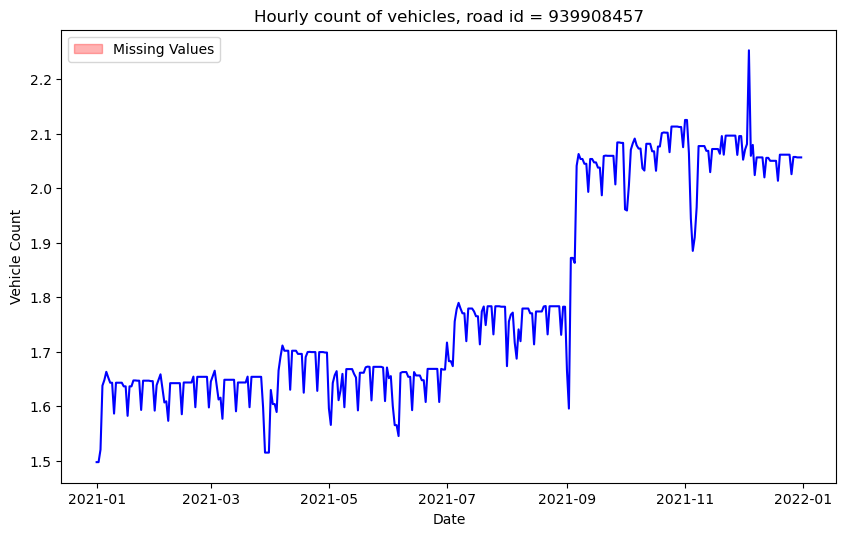 Hourly count of vehicles, road id = 939908457
Missing Values
Vehicle Count
2.2
2.1
2.0
1.9
1.8
1.7
1.6
1.5
2021-01 2021-03 2021-05 2021-07 2021-09 2021-11 2022-01
Date